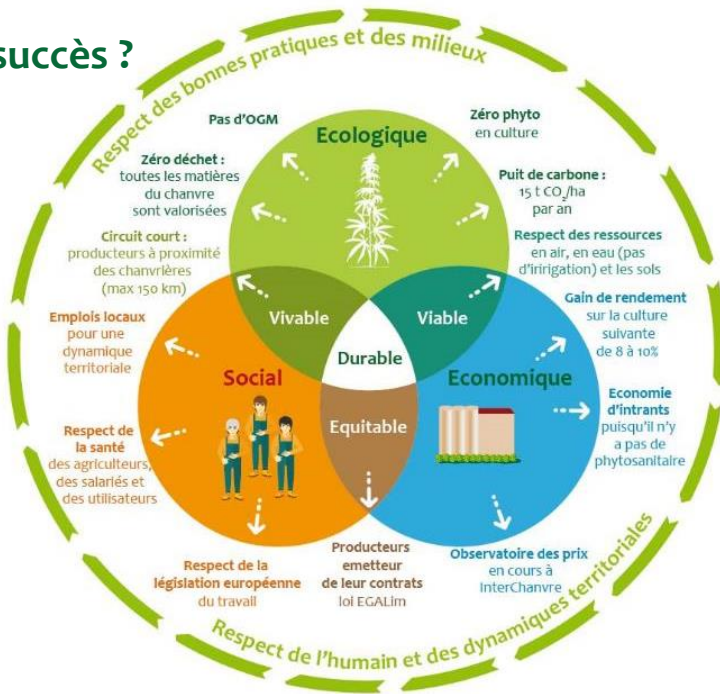 succès ?
Respect des bonnes pratiques et des milieux
Pas d'OGM
Ecologique
Zéro phyto
en culture
Zéro déchet :
toutes les matières
du chanvre
sont valorisées
Puit de carbone :
15 t CO₂/ha
par an
Circuit court :
producteurs à proximité
des chanvrières
(max 150 km)
Respect des ressources
en air, en eau (pas
d'iririgation) et les sols
Emplois locaux
pour une
dynamique
territoriale
Vivable
Viable
Gain de rendement
sur la culture
suivante
de 8 à 10%
Durable
Social
Economique
Respect de
la santé
des agriculteurs,
des salariés et
des utilisateurs
Equitable
Economie
d'intrants
puisqu'il n'y
a pas de
phytosanitaire
Respect de la
législation européenne
du travail
Producteurs
emetteur
de leur contrats
loi EGALim
Observatoire des prix
en cours à
InterChanvre
Respect de l'humain et des dynamiques territoriales